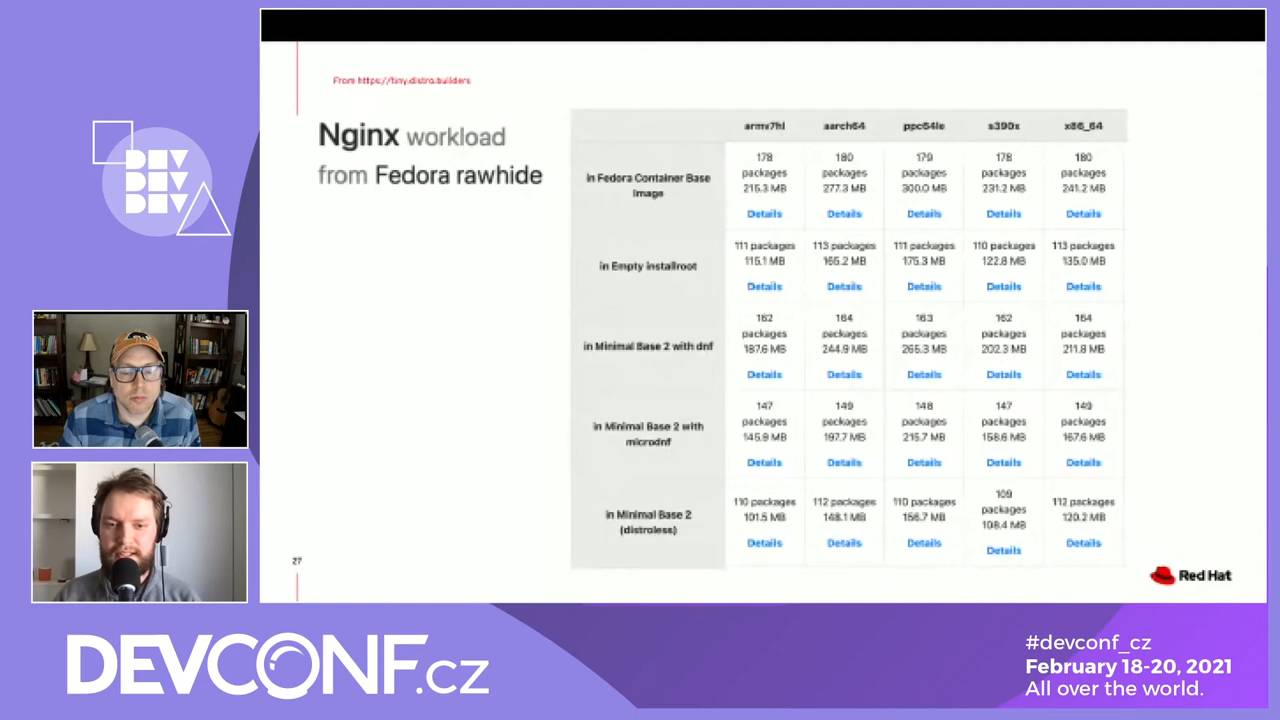 From https://tiny.distro.builders
Nginx workload
from Fedora rawhide
armv7hl aarch64 ppc64le s390x x86_64
in Fedora Container Base Image
178 packages 215.3 MB Details
180 packages 277.3 MB Details
179 packages 300.0 MB Details
178 packages 231.2 MB Details
180 packages 241.2 MB Details
in Empty installroot
111 packages 115.1 MB Details
113 packages 165.2 MB Details
111 packages 175.3 MB Details
110 packages 122.8 MB Details
113 packages 135.0 MB Details
in Minimal Base 2 with dnf
162 packages 187.6 MB Details
164 packages 244.9 MB Details
163 packages 265.3 MB Details
162 packages 202.3 MB Details
164 packages 211.8 MB Details
in Minimal Base 2 with microdnf
147 packages 145.9 MB Details
149 packages 197.7 MB Details
148 packages 215.7 MB Details
147 packages 158.6 MB Details
149 packages 167.6 MB Details
in Minimal Base 2 (distroless)
110 packages 101.5 MB Details
112 packages 148.1 MB Details
110 packages 156.7 MB Details
109 packages 108.4 MB Details
112 packages 120.2 MB Details
27
Red Hat
DEV
DEV
DEV
DEVCONF.cz
#devconf_cz
February 18-20, 2021
All over the world.